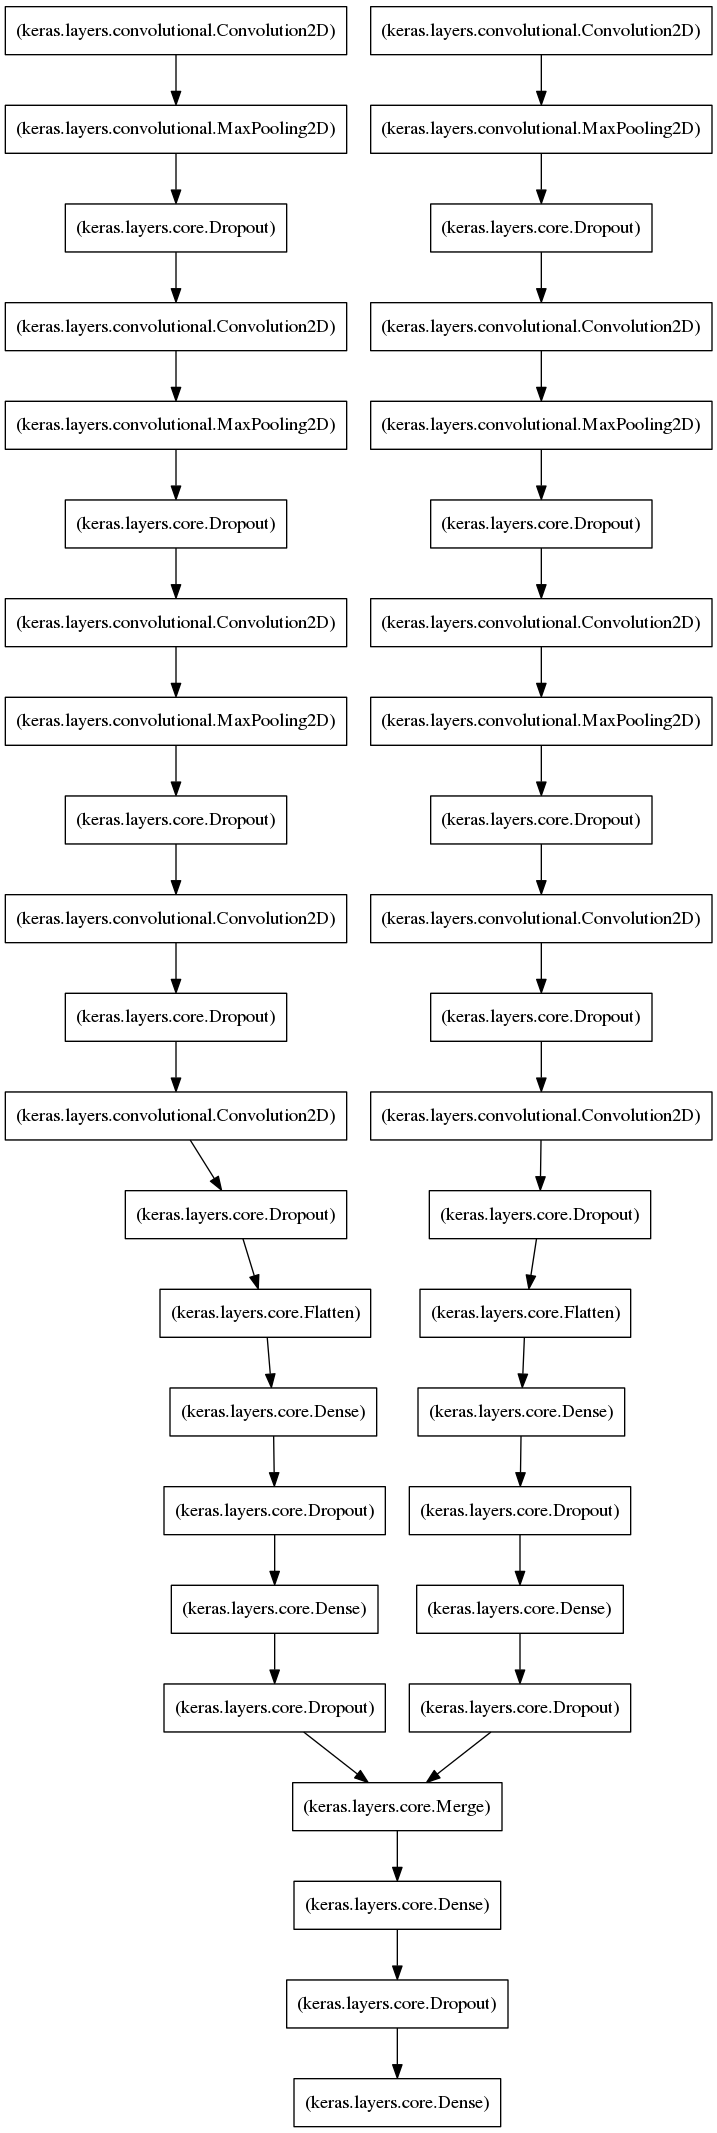 (keras.layers.convolutional.Convolution2D) (keras.layers.convolutional.Convolution2D)
(keras.layers.convolutional.MaxPooling2D) (keras.layers.convolutional.MaxPooling2D)
(keras.layers.core.Dropout) (keras.layers.core.Dropout)
(keras.layers.convolutional.Convolution2D) (keras.layers.convolutional.Convolution2D)
(keras.layers.convolutional.MaxPooling2D) (keras.layers.convolutional.MaxPooling2D)
(keras.layers.core.Dropout) (keras.layers.core.Dropout)
(keras.layers.convolutional.Convolution2D) (keras.layers.convolutional.Convolution2D)
(keras.layers.convolutional.MaxPooling2D) (keras.layers.convolutional.MaxPooling2D)
(keras.layers.core.Dropout) (keras.layers.core.Dropout)
(keras.layers.convolutional.Convolution2D) (keras.layers.convolutional.Convolution2D)
(keras.layers.core.Dropout) (keras.layers.core.Dropout)
(keras.layers.convolutional.Convolution2D) (keras.layers.convolutional.Convolution2D)
(keras.layers.core.Dropout) (keras.layers.core.Dropout)
(keras.layers.core.Flatten) (keras.layers.core.Flatten)
(keras.layers.core.Dense) (keras.layers.core.Dense)
(keras.layers.core.Dropout) (keras.layers.core.Dropout)
(keras.layers.core.Dense) (keras.layers.core.Dense)
(keras.layers.core.Dropout) (keras.layers.core.Dropout)
(keras.layers.core.Merge)
(keras.layers.core.Dense)
(keras.layers.core.Dropout)
(keras.layers.core.Dense)